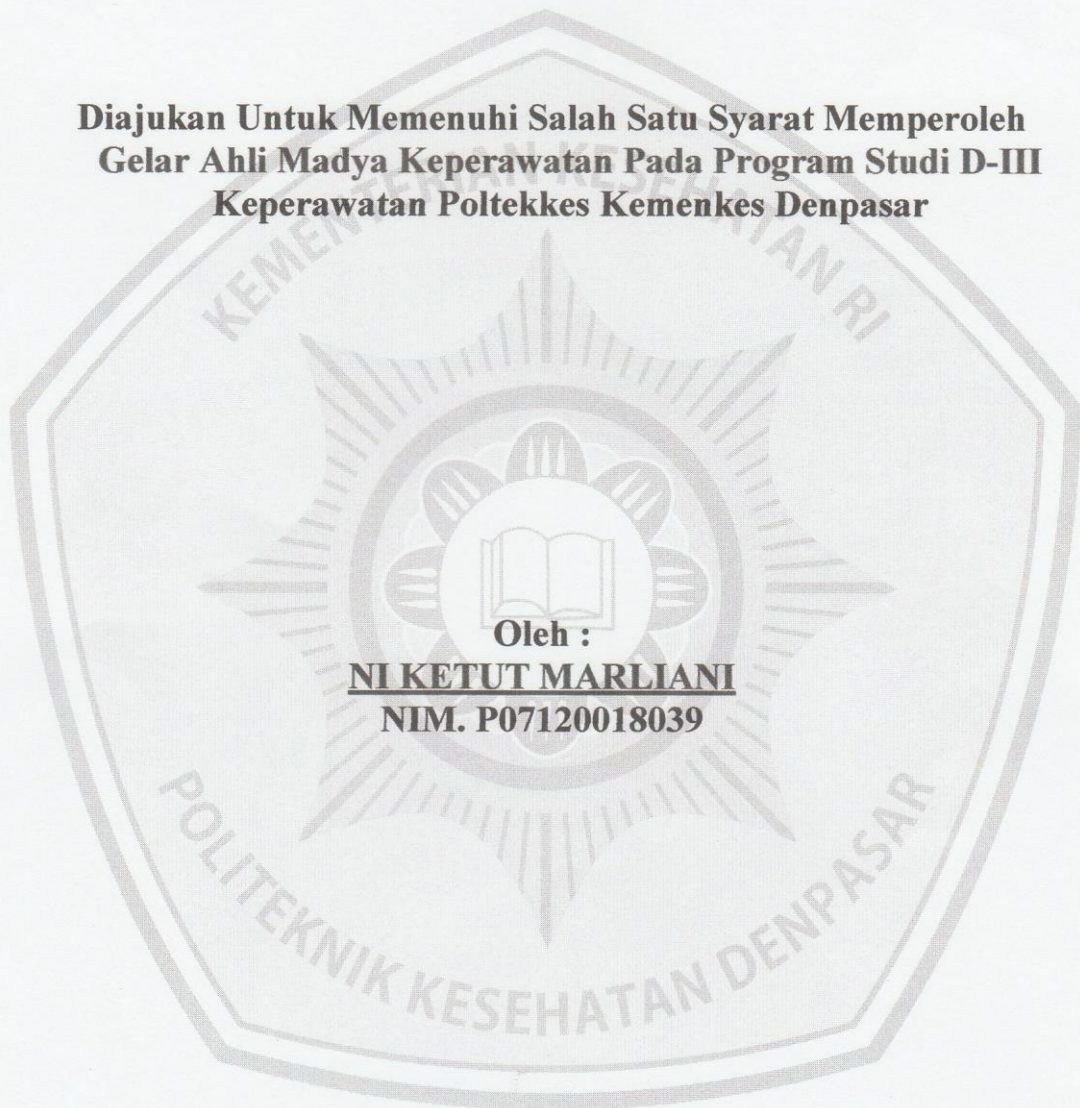 Diajukan Untuk Memenuhi Salah Satu Syarat Memperoleh
Gelar Ahli Madya Keperawatan Pada Program Studi D-III
Keperawatan Poltekkes Kemenkes Denpasar
KEMENTERIAN KESEHATAN RI
Oleh :
NI KETUT MARLIANI
NIM. P07120018039
POLITEKNIK KESEHATAN DENPASAR